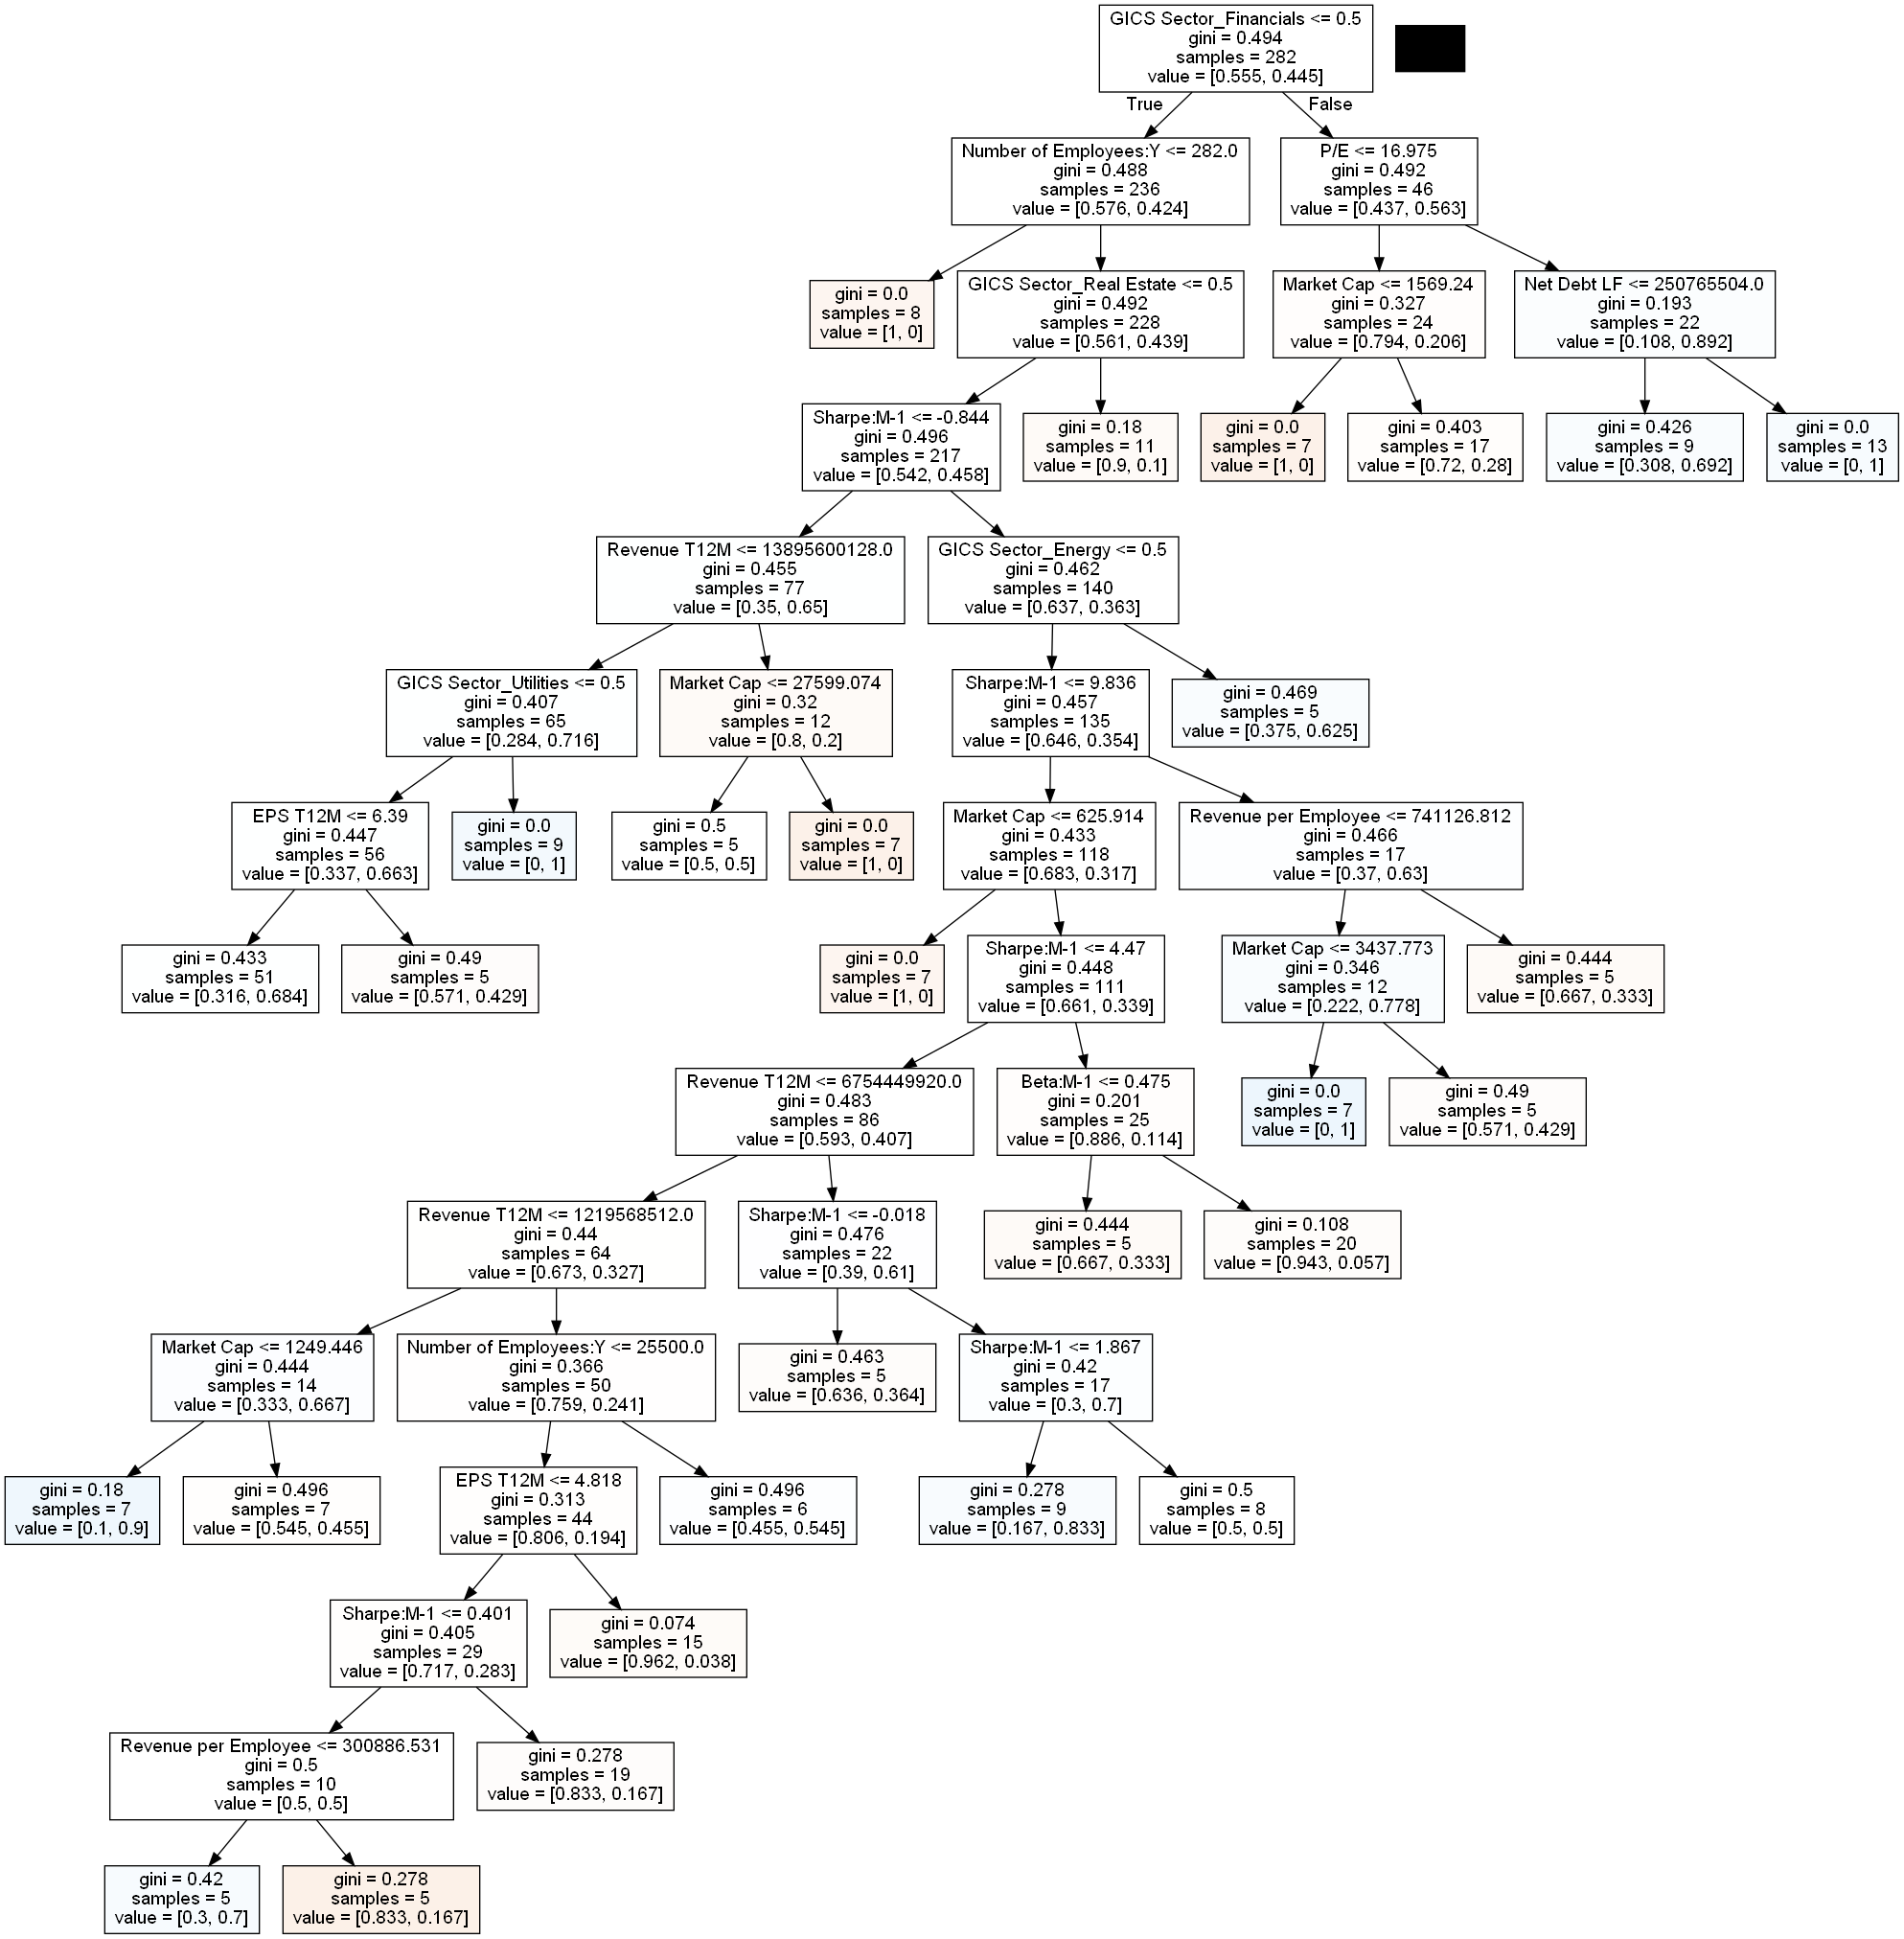 GICS Sector_Financials <= 0.5
gini = 0.494
samples = 282
value = [0.555, 0.445]
True
False
Number of Employees:Y <= 282.0
gini = 0.488
samples = 236
value = [0.576, 0.424]
P/E <= 16.975
gini = 0.492
samples = 46
value = [0.437, 0.563]
gini = 0.0
samples = 8
value = [1, 0]
GICS Sector_Real Estate <= 0.5
gini = 0.492
samples = 228
value = [0.561, 0.439]
Market Cap <= 1569.24
gini = 0.327
samples = 24
value = [0.794, 0.206]
Net Debt LF <= 250765504.0
gini = 0.193
samples = 22
value = [0.108, 0.892]
Sharpe:M-1 <= -0.844
gini = 0.496
samples = 217
value = [0.542, 0.458]
gini = 0.18
samples = 11
value = [0.9, 0.1]
gini = 0.0
samples = 7
value = [1, 0]
gini = 0.403
samples = 17
value = [0.72, 0.28]
gini = 0.426
samples = 9
value = [0.308, 0.692]
gini = 0.0
samples = 13
value = [0, 1]
Revenue T12M <= 13895600128.0
gini = 0.455
samples = 77
value = [0.35, 0.65]
GICS Sector_Energy <= 0.5
gini = 0.462
samples = 140
value = [0.637, 0.363]
GICS Sector_Utilities <= 0.5
gini = 0.407
samples = 65
value = [0.284, 0.716]
Market Cap <= 27599.074
gini = 0.32
samples = 12
value = [0.8, 0.2]
Sharpe:M-1 <= 9.836
gini = 0.457
samples = 135
value = [0.646, 0.354]
gini = 0.469
samples = 5
value = [0.375, 0.625]
EPS T12M <= 6.39
gini = 0.447
samples = 56
value = [0.337, 0.663]
gini = 0.0
samples = 9
value = [0, 1]
gini = 0.5
samples = 5
value = [0.5, 0.5]
gini = 0.0
samples = 7
value = [1, 0]
Market Cap <= 625.914
gini = 0.433
samples = 118
value = [0.683, 0.317]
Revenue per Employee <= 741126.812
gini = 0.466
samples = 17
value = [0.37, 0.63]
gini = 0.433
samples = 51
value = [0.316, 0.684]
gini = 0.49
samples = 5
value = [0.571, 0.429]
gini = 0.0
samples = 7
value = [1, 0]
Sharpe:M-1 <= 4.47
gini = 0.448
samples = 111
value = [0.661, 0.339]
Market Cap <= 3437.773
gini = 0.346
samples = 12
value = [0.222, 0.778]
gini = 0.444
samples = 5
value = [0.667, 0.333]
Revenue T12M <= 6754449920.0
gini = 0.483
samples = 86
value = [0.593, 0.407]
Beta:M-1 <= 0.475
gini = 0.201
samples = 25
value = [0.886, 0.114]
gini = 0.0
samples = 7
value = [0, 1]
gini = 0.49
samples = 5
value = [0.571, 0.429]
Revenue T12M <= 1219568512.0
gini = 0.44
samples = 64
value = [0.673, 0.327]
Sharpe:M-1 <= -0.018
gini = 0.476
samples = 22
value = [0.39, 0.61]
gini = 0.444
samples = 5
value = [0.667, 0.333]
gini = 0.108
samples = 20
value = [0.943, 0.057]
Market Cap <= 1249.446
gini = 0.444
samples = 14
value = [0.333, 0.667]
Number of Employees:Y <= 25500.0
gini = 0.366
samples = 50
value = [0.759, 0.241]
gini = 0.463
samples = 5
value = [0.636, 0.364]
Sharpe:M-1 <= 1.867
gini = 0.42
samples = 17
value = [0.3, 0.7]
gini = 0.18
samples = 7
value = [0.1, 0.9]
gini = 0.496
samples = 7
value = [0.545, 0.455]
EPS T12M <= 4.818
gini = 0.313
samples = 44
value = [0.806, 0.194]
gini = 0.496
samples = 6
value = [0.455, 0.545]
gini = 0.278
samples = 9
value = [0.167, 0.833]
gini = 0.5
samples = 8
value = [0.5, 0.5]
Sharpe:M-1 <= 0.401
gini = 0.405
samples = 29
value = [0.717, 0.283]
gini = 0.074
samples = 15
value = [0.962, 0.038]
Revenue per Employee <= 300886.531
gini = 0.5
samples = 10
value = [0.5, 0.5]
gini = 0.278
samples = 19
value = [0.833, 0.167]
gini = 0.42
samples = 5
value = [0.3, 0.7]
gini = 0.278
samples = 5
value = [0.833, 0.167]